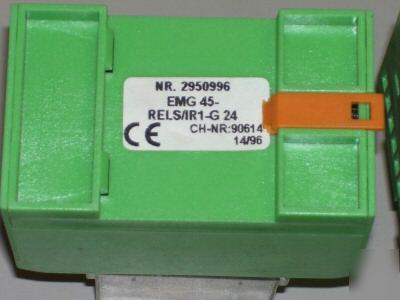 NR. 2950996
EMG 45-
RELS/IR1-G 24
CE CH-NR:90614
14/96